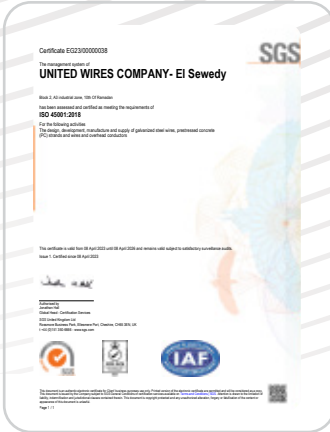 Certificate EG23/00000038
SGS
The management system of
UNITED WIRES COMPANY- El Sewedy
Block 2, A3 industrial zone, 10th Of Ramadan
has been assessed and certified as meeting the requirements of
ISO 45001:2018
For the following activities
The design, development, manufacture and supply of galvanized steel wires, prestressed concrete
(PC) strands and wires and overhead conductors
This certificate is valid from 08 April 2023 until 08 April 2026 and remains valid subject to satisfactory surveillance audits.
Issue 1. Certified since 08 April 2023
Authorised by
Jonathan Hall
Global Head - Certification Services
SGS United Kingdom Ltd
Rossmore Business Park, Ellesmere Port, Cheshire, CH65 3EN, UK
www.sgs.com
SGS
IAF
Page 1 / 1